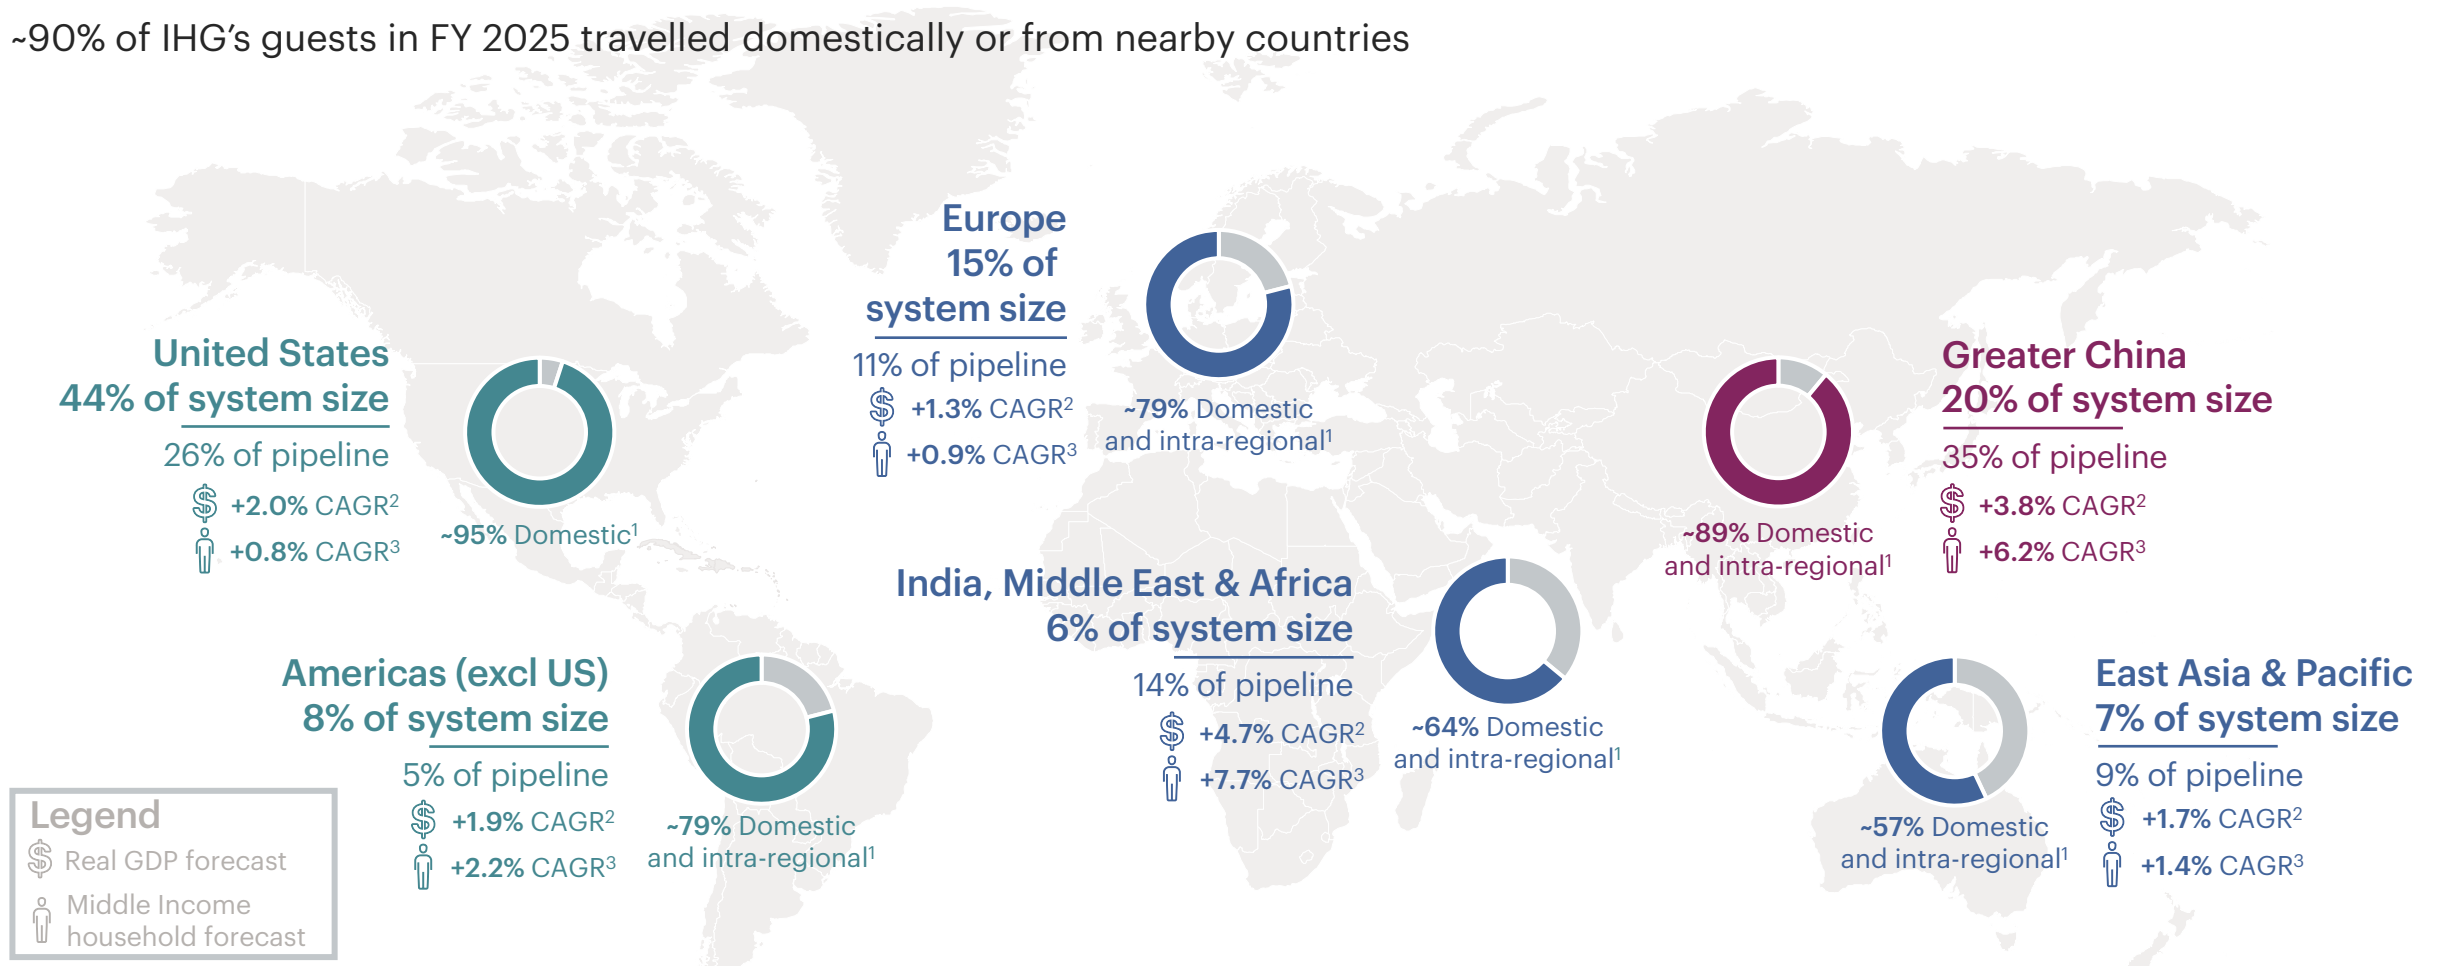 ~90% of IHG’s guests in FY 2025 travelled domestically or from nearby countries
Europe
15% of
system size
11% of pipeline
+1.3% CAGR²
+0.9% CAGR³
~79% Domestic
and intra-regional¹
United States
44% of system size
26% of pipeline
+2.0% CAGR²
+0.8% CAGR³
~95% Domestic¹
Greater China
20% of system size
35% of pipeline
+3.8% CAGR²
+6.2% CAGR³
~89% Domestic
and intra-regional¹
India, Middle East & Africa
6% of system size
14% of pipeline
+4.7% CAGR²
+7.7% CAGR³
~64% Domestic
and intra-regional¹
Americas (excl US)
8% of system size
5% of pipeline
+1.9% CAGR²
+2.2% CAGR³
~79% Domestic
and intra-regional¹
East Asia & Pacific
7% of system size
9% of pipeline
+1.7% CAGR²
+1.4% CAGR³
~57% Domestic
and intra-regional¹
Legend
$ Real GDP forecast
Middle Income
household forecast